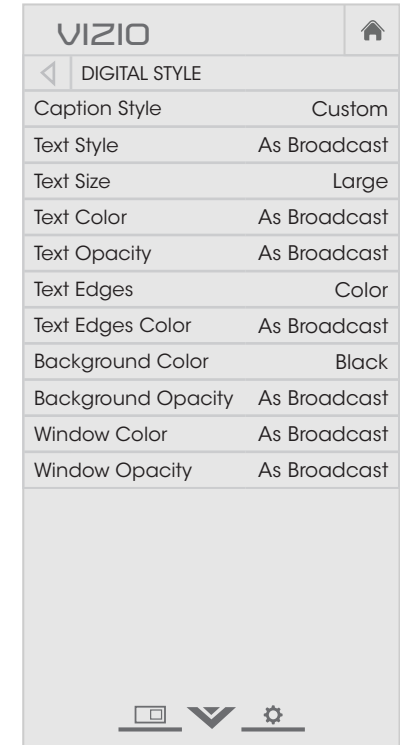 VIZIO
DIGITAL STYLE
Caption Style Custom
Text Style As Broadcast
Text Size Large
Text Color As Broadcast
Text Opacity As Broadcast
Text Edges Color
Text Edges Color As Broadcast
Background Color Black
Background Opacity As Broadcast
Window Color As Broadcast
Window Opacity As Broadcast